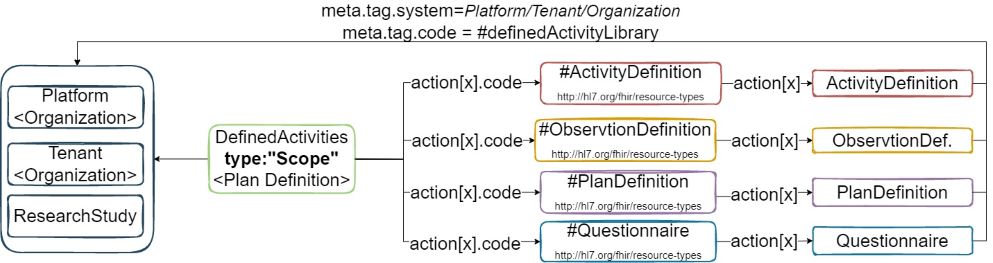 meta.tag.system=Platform/Tenant/Organization
meta.tag.code = #definedActivityLibrary
Platform
<Organization>
Tenant
<Organization>
ResearchStudy
DefinedActivities
type:"Scope"
<Plan Definition>
action[x].code
#ActivityDefinition
http://hl7.org/fhir/resource-types
action[x]
ActivityDefinition
action[x].code
#ObservtionDefinition
http://hl7.org/fhir/resource-types
action[x]
ObservtionDef.
action[x].code
#PlanDefinition
http://hl7.org/fhir/resource-types
action[x]
PlanDefinition
action[x].code
#Questionnaire
http://hl7.org/fhir/resource-types
action[x]
Questionnaire